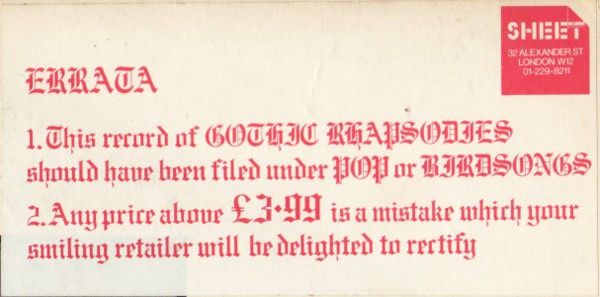 SHEET
32 ALEXANDER ST
LONDON W12
01-229-8211
ERRATA
1. This record of GOTHIC RHAPSODIES
should have been filed under POP or BIRDSONGS
2. Any price above £3·99 is a mistake which your
smiling retailer will be delighted to rectify